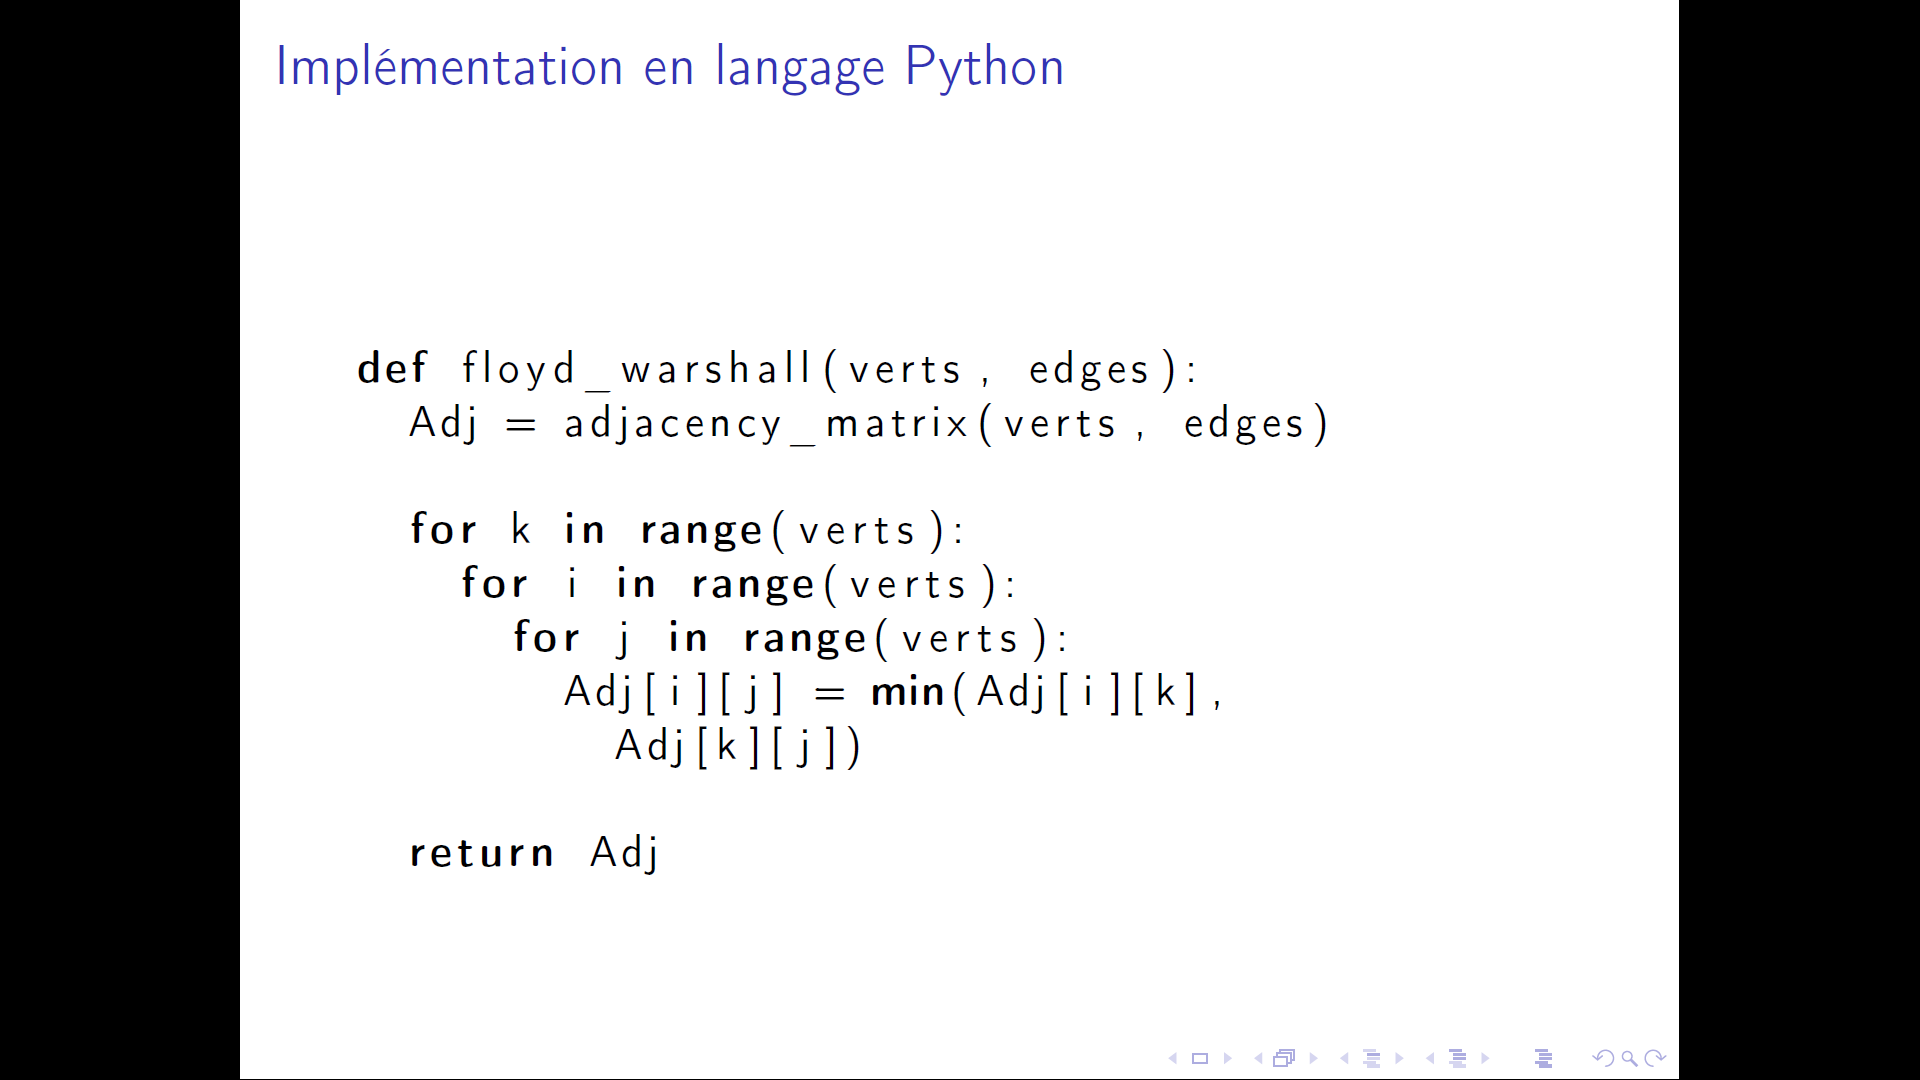 Implémentation en langage Python
def floyd_warshall(verts, edges):
Adj = adjacency_matrix(verts, edges)
for k in range(verts):
for i in range(verts):
for j in range(verts):
Adj[i][j] = min(Adj[i][k],
Adj[k][j])
return Adj